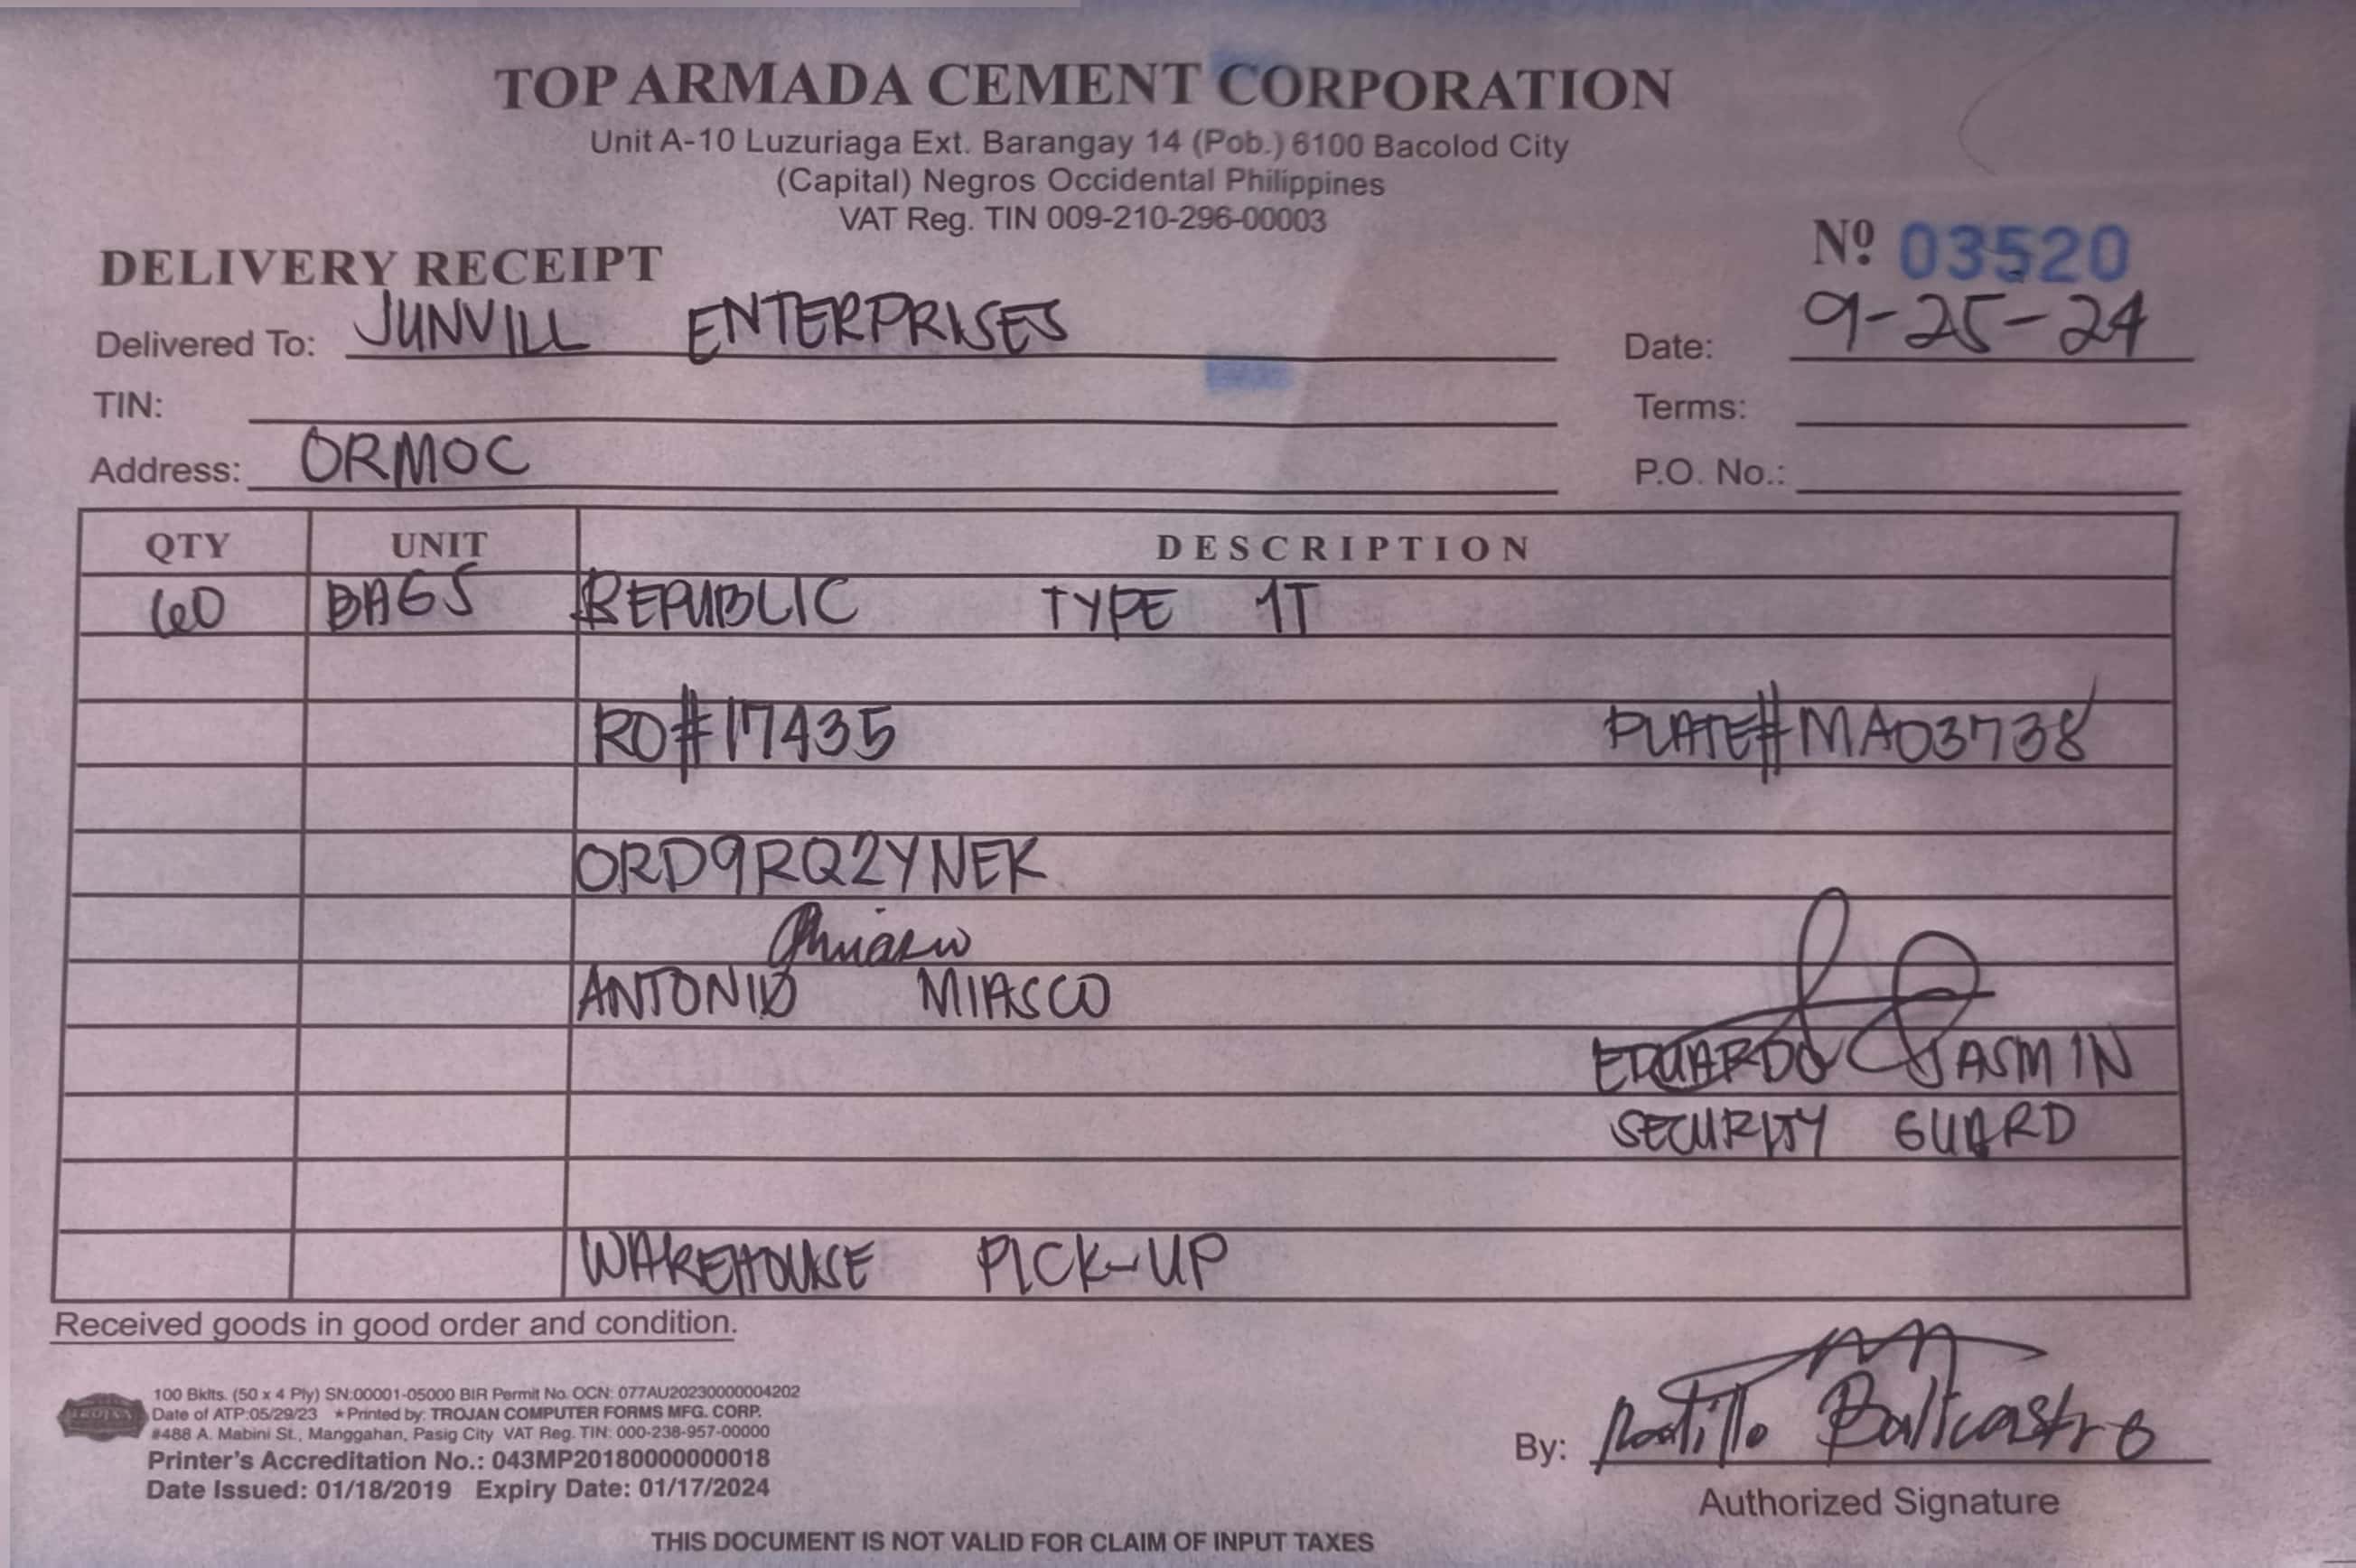 TOP ARMADA CEMENT CORPORATION
Unit A-10 Luzuriaga Ext. Barangay 14 (Pob.) 6100 Bacolod City
(Capital) Negros Occidental Philippines
VAT Reg. TIN 009-210-296-00003
Nº 03520
DELIVERY RECEIPT
Delivered To: JUNVILL ENTERPRISES Date: 9-25-24
TIN: Terms:
Address: ORMOC P.O. No.:
QTY UNIT DESCRIPTION
60 BAGS REPUBLIC TYPE 1T
RO#17435 PLATE#MAO3738
ORD9RQ2YNEK
ANTONIO MIASCO
EDUARDO JASMIN
SECURITY GUARD
WAREHOUSE PICK-UP
Received goods in good order and condition.
100 Bklts. (50 x 4 Ply) SN:00001-05000 BIR Permit No. OCN: 077AU20230000004202
Date of ATP:05/29/23 ★Printed by: TROJAN COMPUTER FORMS MFG. CORP.
#488 A. Mabini St., Manggahan, Pasig City VAT Reg. TIN: 000-238-957-00000
Printer's Accreditation No.: 043MP20180000000018
Date Issued: 01/18/2019 Expiry Date: 01/17/2024
By:
Authorized Signature
THIS DOCUMENT IS NOT VALID FOR CLAIM OF INPUT TAXES